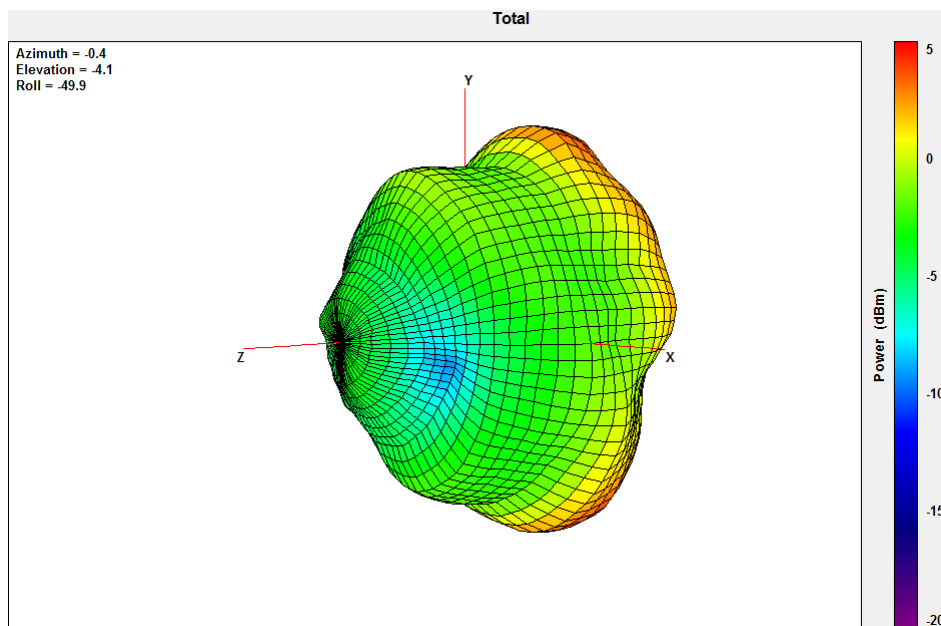 Total
Azimuth = -0.4
Elevation = -4.1
Roll = -49.9
Y
Z
X
5
0
-5
-10
-15
-20
Power (dBm)